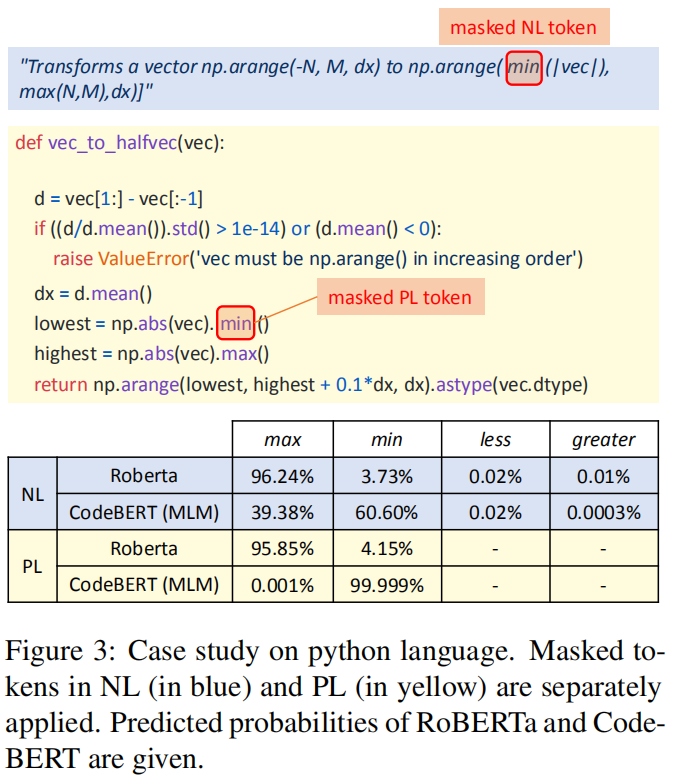 masked NL token
"Transforms a vector np.arange(-N, M, dx) to np.arange( min (|vec|),
max(N,M),dx)]"
def vec_to_halfvec(vec):
d = vec[1:] - vec[:-1]
if ((d/d.mean()).std() > 1e-14) or (d.mean() < 0):
raise ValueError('vec must be np.arange() in increasing order')
dx = d.mean()
masked PL token
lowest = np.abs(vec). min ()
highest = np.abs(vec).max()
return np.arange(lowest, highest + 0.1*dx, dx).astype(vec.dtype)
max min less greater
NL Roberta 96.24% 3.73% 0.02% 0.01%
CodeBERT (MLM) 39.38% 60.60% 0.02% 0.0003%
PL Roberta 95.85% 4.15% - -
CodeBERT (MLM) 0.001% 99.999% - -
Figure 3: Case study on python language. Masked to-
kens in NL (in blue) and PL (in yellow) are separately
applied. Predicted probabilities of RoBERTa and Code-
BERT are given.